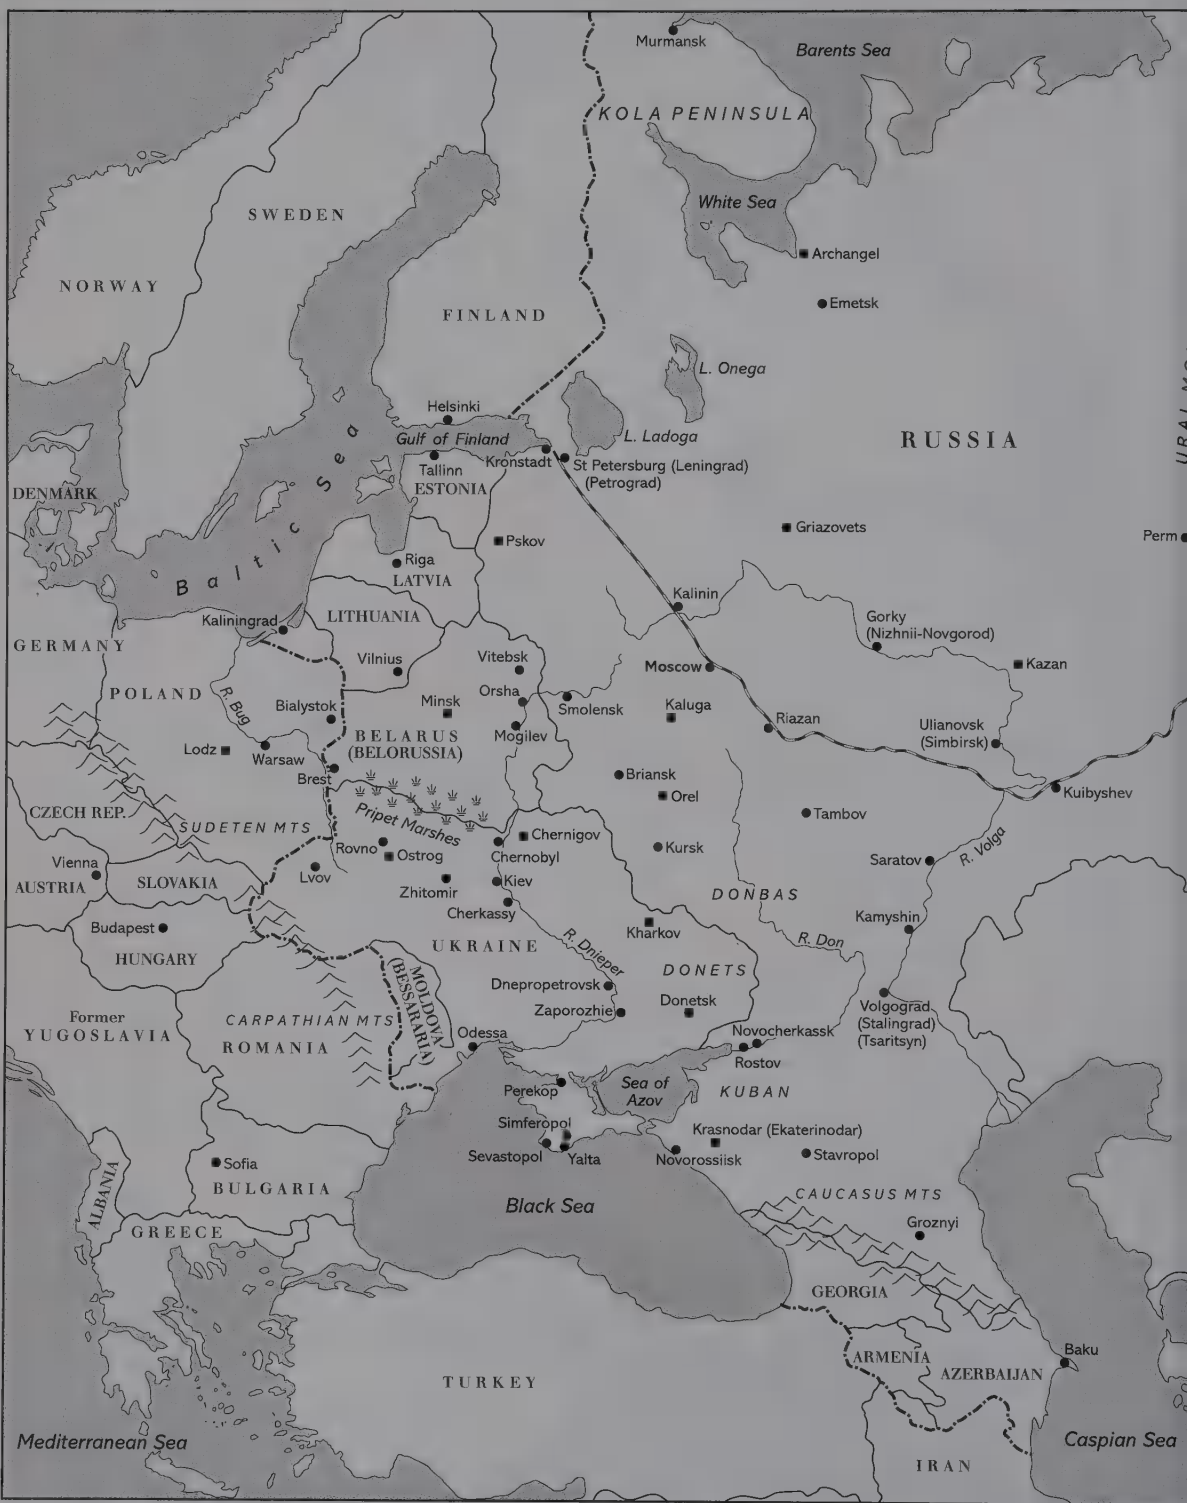 Murmansk
Barents Sea
KOLA PENINSULA
White Sea
SWEDEN
Archangel
NORWAY
Emetsk
FINLAND
L. Onega
Helsinki
Gulf of Finland
L. Ladoga
RUSSIA
Kronstadt
Tallinn
St Petersburg (Leningrad)
(Petrograd)
ESTONIA
DENMARK
Baltic Sea
Griazovets
Pskov
Perm
Riga
LATVIA
Kalinin
LITHUANIA
Kaliningrad
Gorky
(Nizhnii-Novgorod)
GERMANY
Vilnius
Vitebsk
Moscow
Kazan
POLAND
R. Bug
Bialystok
Minsk
Orsha
Smolensk
Kaluga
Riazan
Ulianovsk
(Simbirsk)
BELARUS
(BELORUSSIA)
Mogilev
Lodz
Warsaw
Brest
Briansk
Orel
Kuibyshev
CZECH REP.
SUDETEN MTS
Pripet Marshes
Tambov
Chernigov
Rovno
Ostrog
Chernobyl
Kursk
Saratov
R. Volga
Vienna
AUSTRIA
SLOVAKIA
Lvov
Zhitomir
Kiev
Cherkassy
DONBAS
Kamyshin
Budapest
HUNGARY
UKRAINE
R. Dnieper
Kharkov
R. Don
DONETS
MOLDOVA
(BESSARARIA)
Dnepropetrovsk
Zaporozhie
Donetsk
Volgograd
(Stalingrad)
(Tsaritsyn)
Former
YUGOSLAVIA
CARPATHIAN MTS
ROMANIA
Odessa
Novocherkassk
Rostov
Perekop
Sea of
Azov
KUBAN
Simferopol
Krasnodar (Ekaterinodar)
Sevastopol
Yalta
Novorossiisk
Stavropol
Sofia
BULGARIA
ALBANIA
Black Sea
CAUCASUS MTS
GREECE
Groznyi
GEORGIA
Baku
ARMENIA
AZERBAIJAN
TURKEY
Mediterranean Sea
Caspian Sea
IRAN